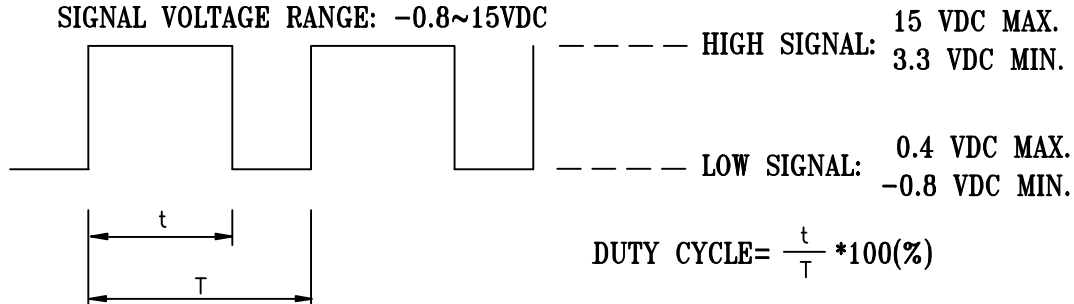 SIGNAL VOLTAGE RANGE: -0.8~15VDC
HIGH SIGNAL: 15 VDC MAX.
3.3 VDC MIN.
LOW SIGNAL: 0.4 VDC MAX.
-0.8 VDC MIN.
t
T
DUTY CYCLE= t/T *100(%)